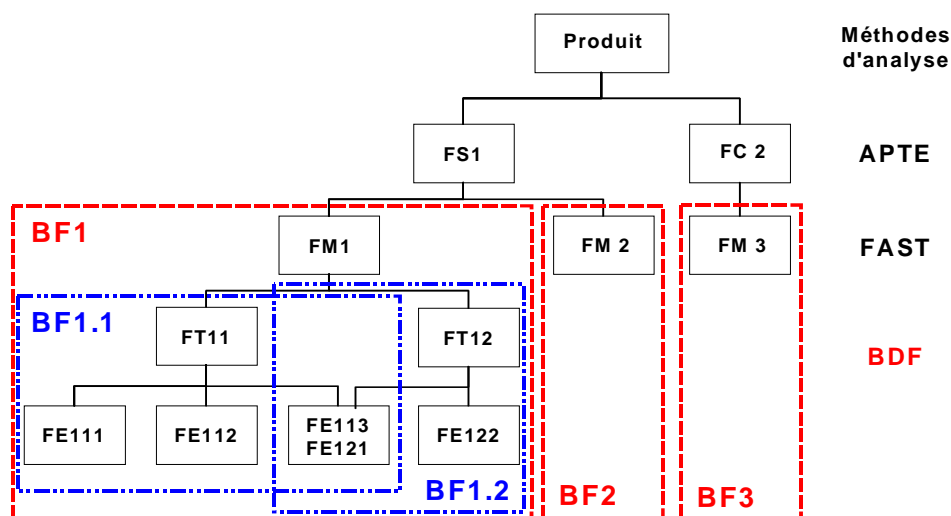 Produit
Méthodes
d'analyse
FS1
FC 2
APTE
BF1
FM1
FM 2
FM 3
FAST
BF1.1
FT11
FT12
BDF
FE111
FE112
FE113
FE121
FE122
BF1.2
BF2
BF3